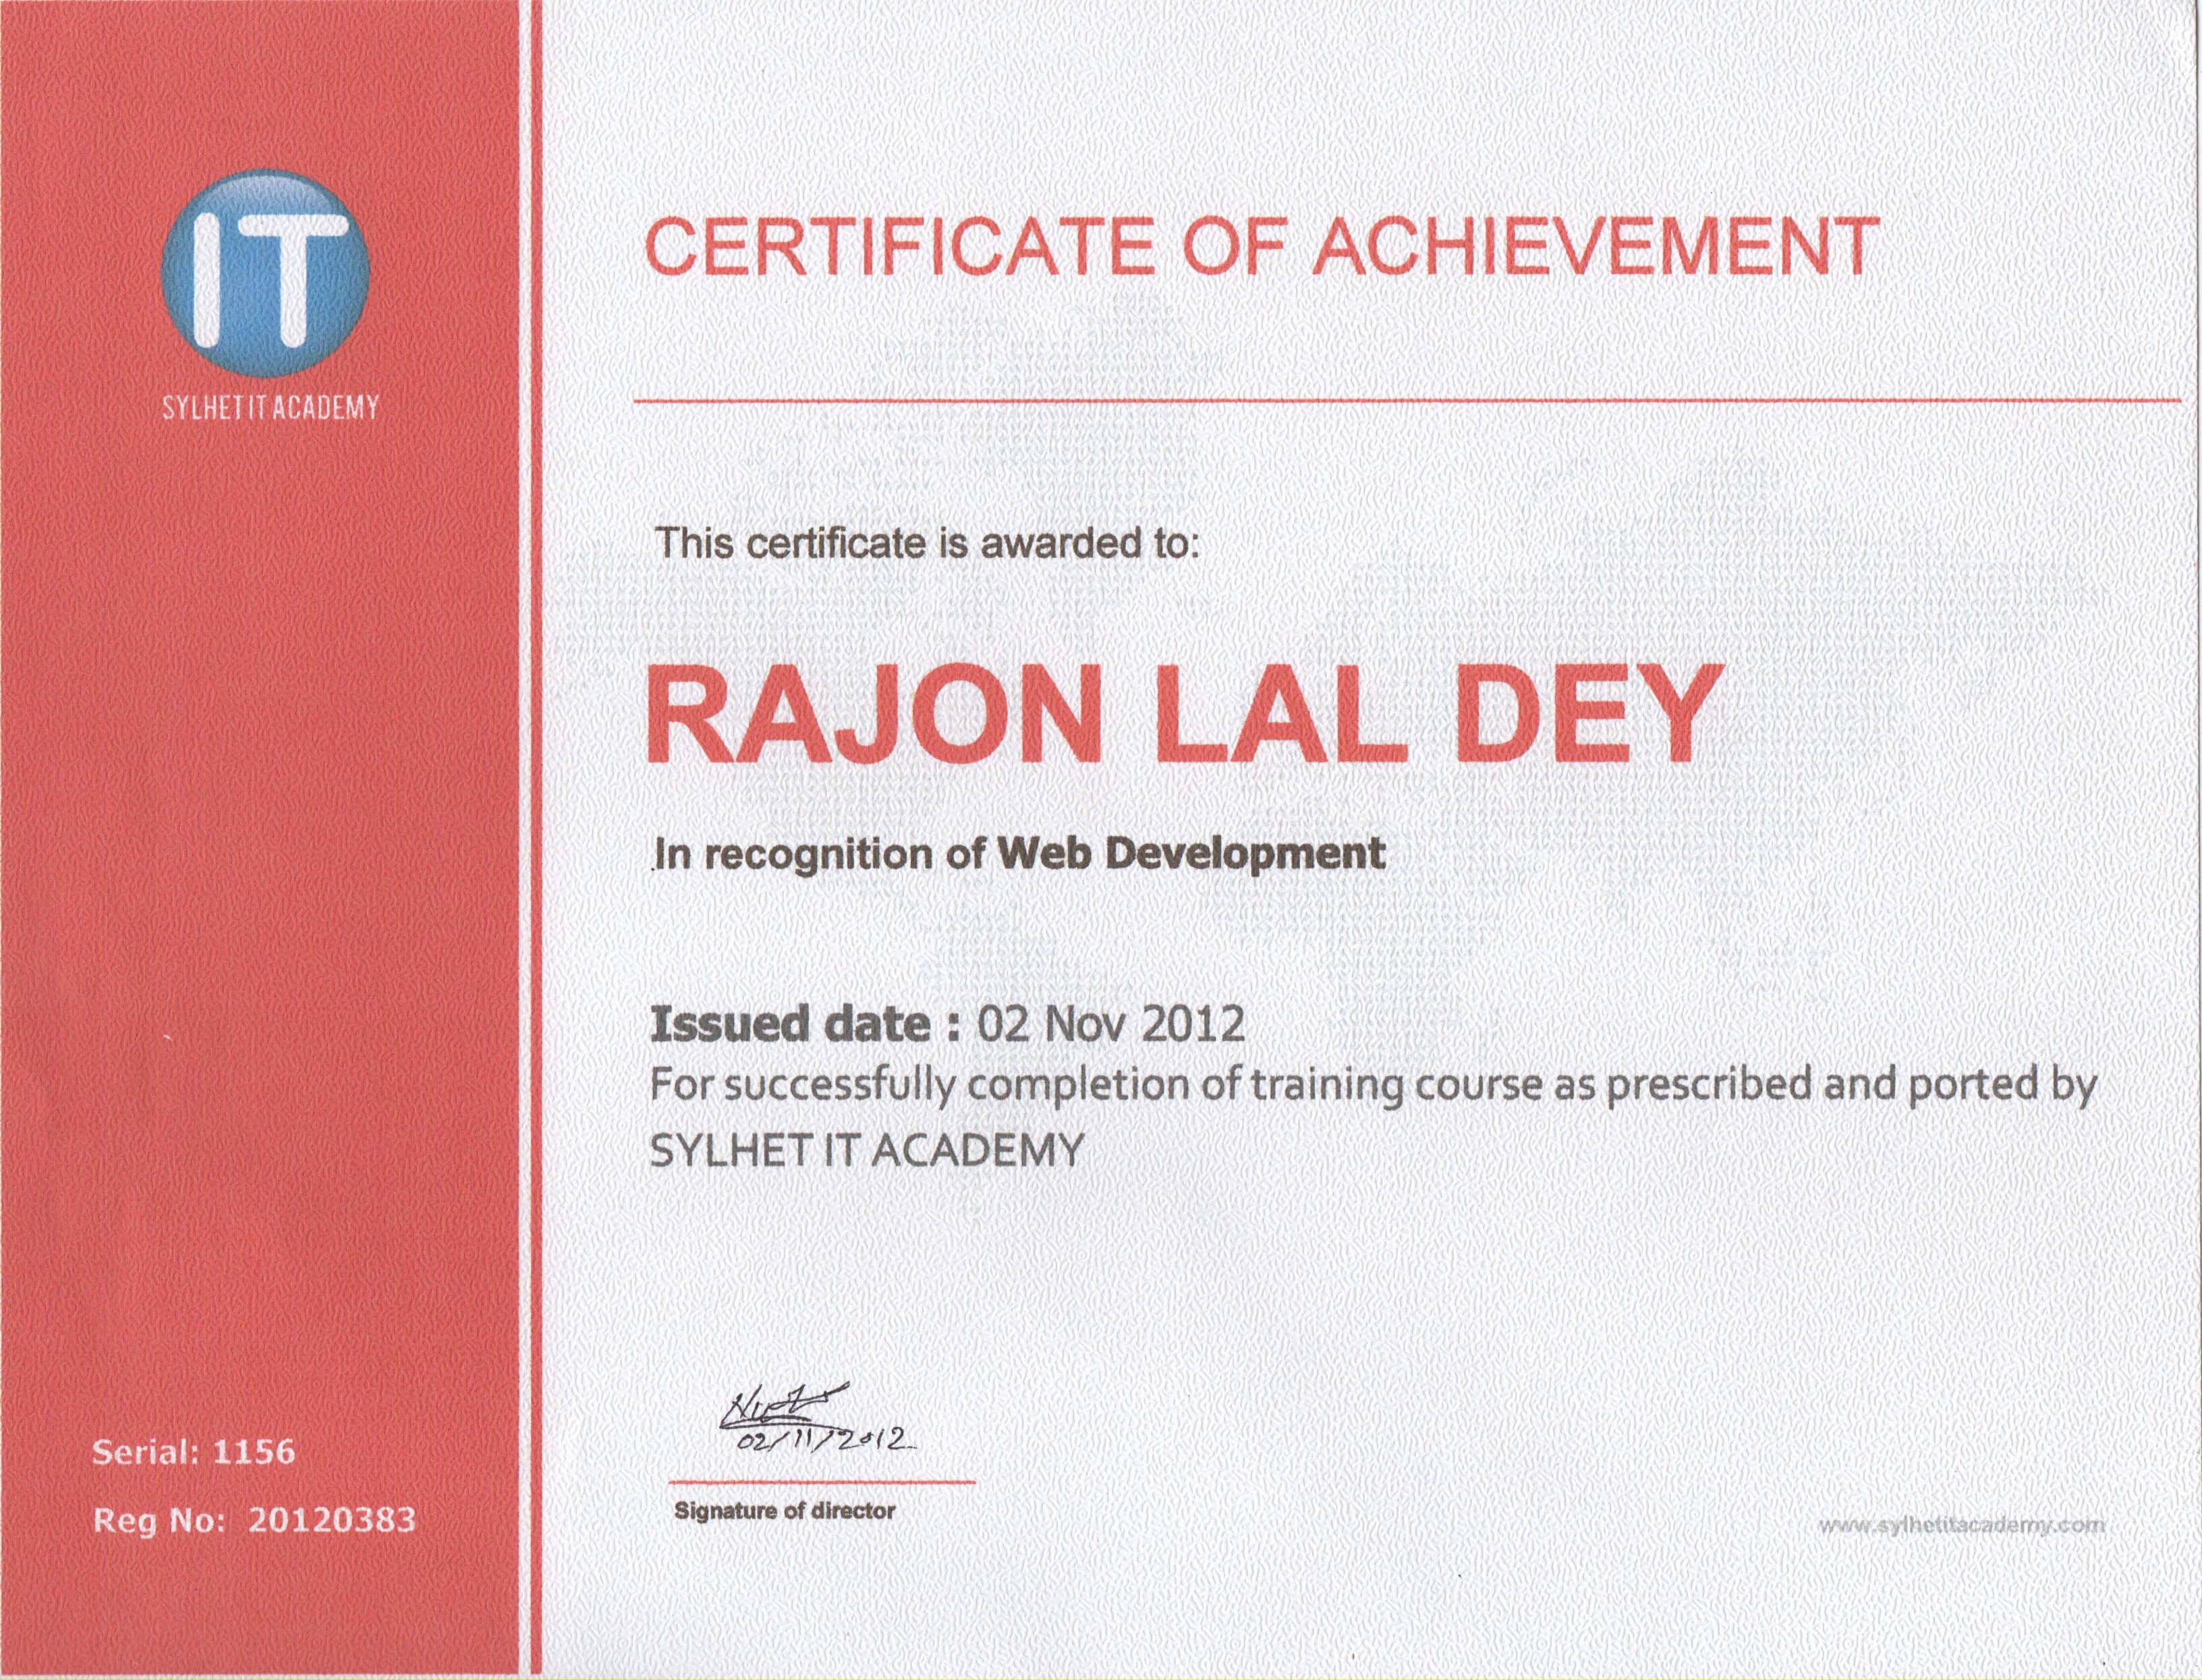 IT
SYLHET IT ACADEMY
CERTIFICATE OF ACHIEVEMENT
This certificate is awarded to:
RAJON LAL DEY
In recognition of Web Development
Issued date : 02 Nov 2012
For successfully completion of training course as prescribed and ported by
SYLHET IT ACADEMY
02/11/2012
Signature of director
Serial: 1156
Reg No: 20120383
www.sylhetitacademy.com